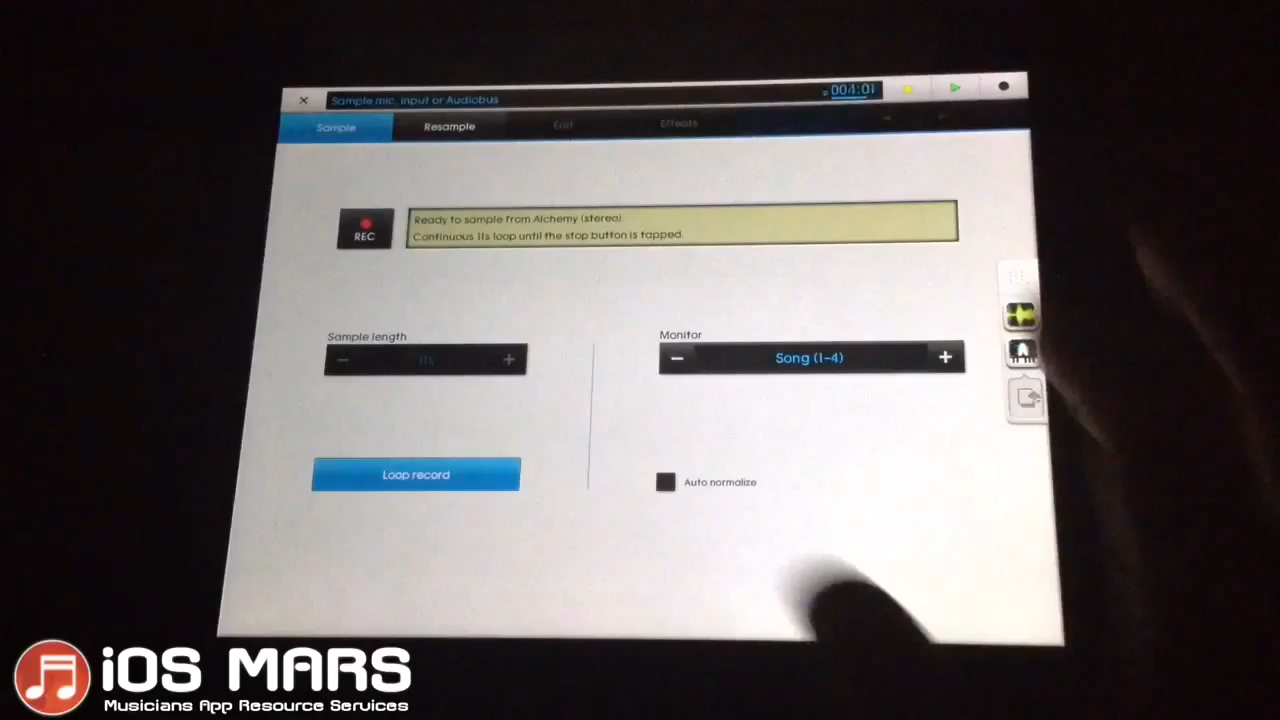 Sample mic, input or Audiobus
004:01
Sample
Resample
Edit
Effects
REC
Ready to sample from Alchemy (stereo).
Continuous 11s loop until the stop button is tapped.
Sample length
Monitor
11s
Song (1-4)
Loop record
Auto normalize
iOS MARS
Musicians App Resource Services